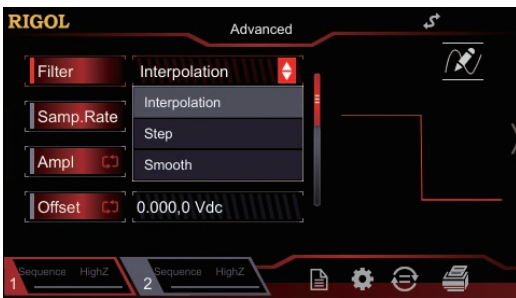 RIGOL
Advanced
Filter
Interpolation
Interpolation
Samp.Rate
Step
Ampl
Smooth
Offset
0.000,0 Vdc
1 Sequence HighZ
2 Sequence HighZ